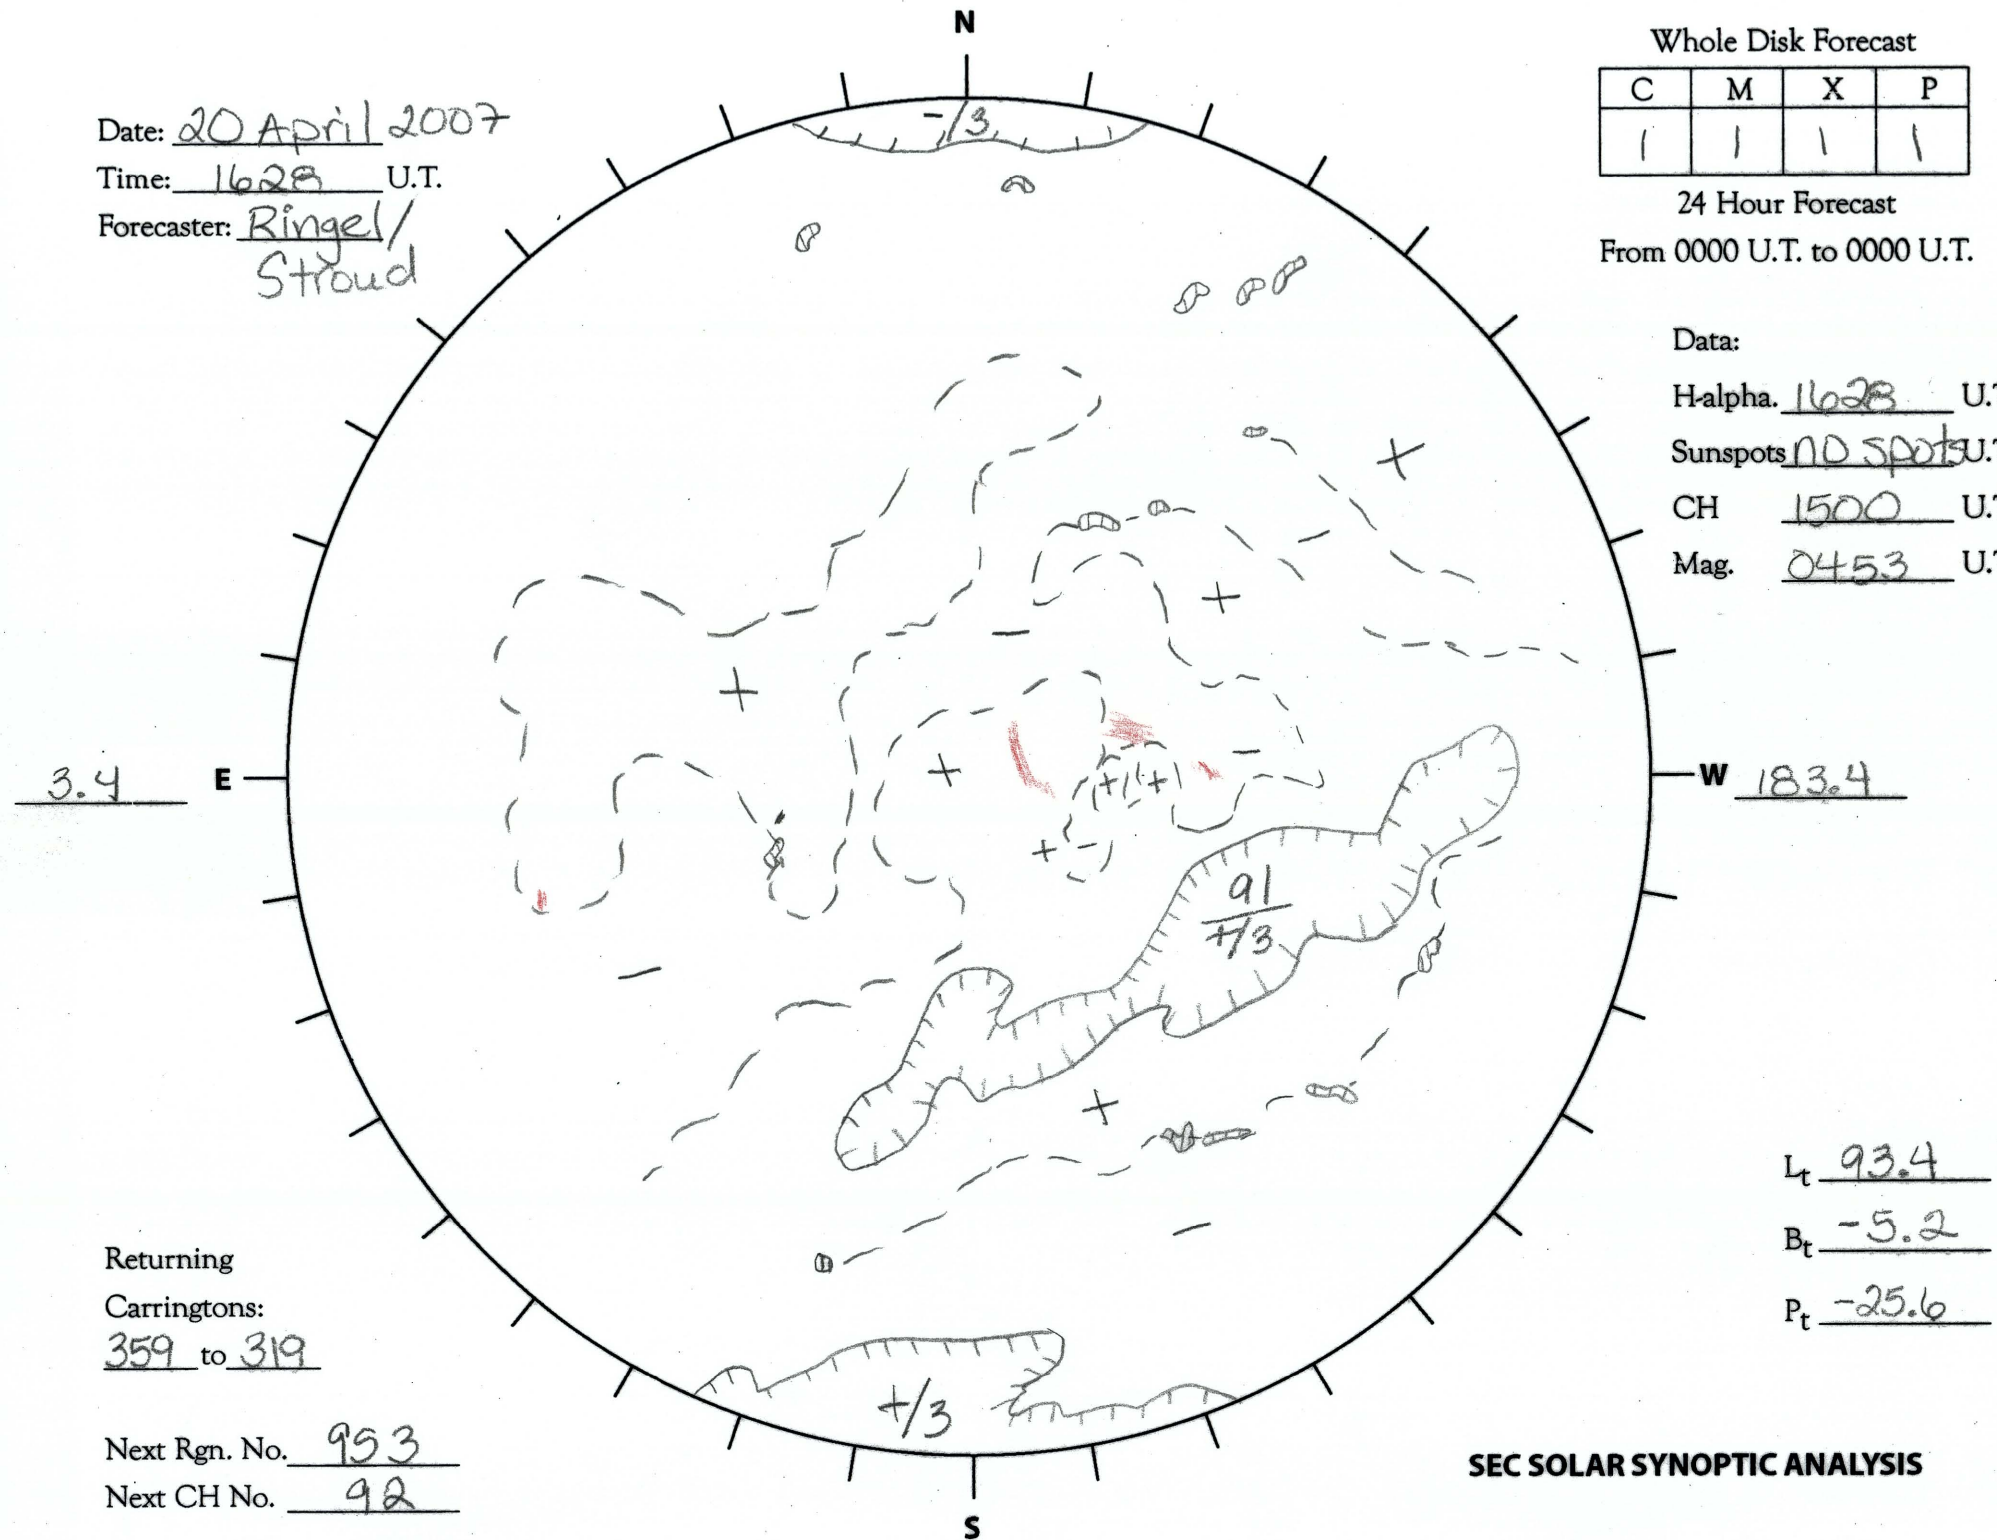 N
Whole Disk Forecast
C M X P
1 1 1 1
24 Hour Forecast
From 0000 U.T. to 0000 U.T.
Date: 20 April 2007
Time: 1628 U.T.
Forecaster: Ringel/
Stroud
-/3
Data:
H-alpha. 1628 U.T
Sunspots no spots U.T
CH 1500 U.T
Mag. 0453 U.T
+
+
-
+
3.4 E
+
-
+ +
W 183.4
+ -
91
+/3
-
+
-
Lt 93.4
Bt -5.2
Pt -25.6
Returning
Carringtons:
359 to 319
+/3
Next Rgn. No. 953
Next CH No. 92
SEC SOLAR SYNOPTIC ANALYSIS
S